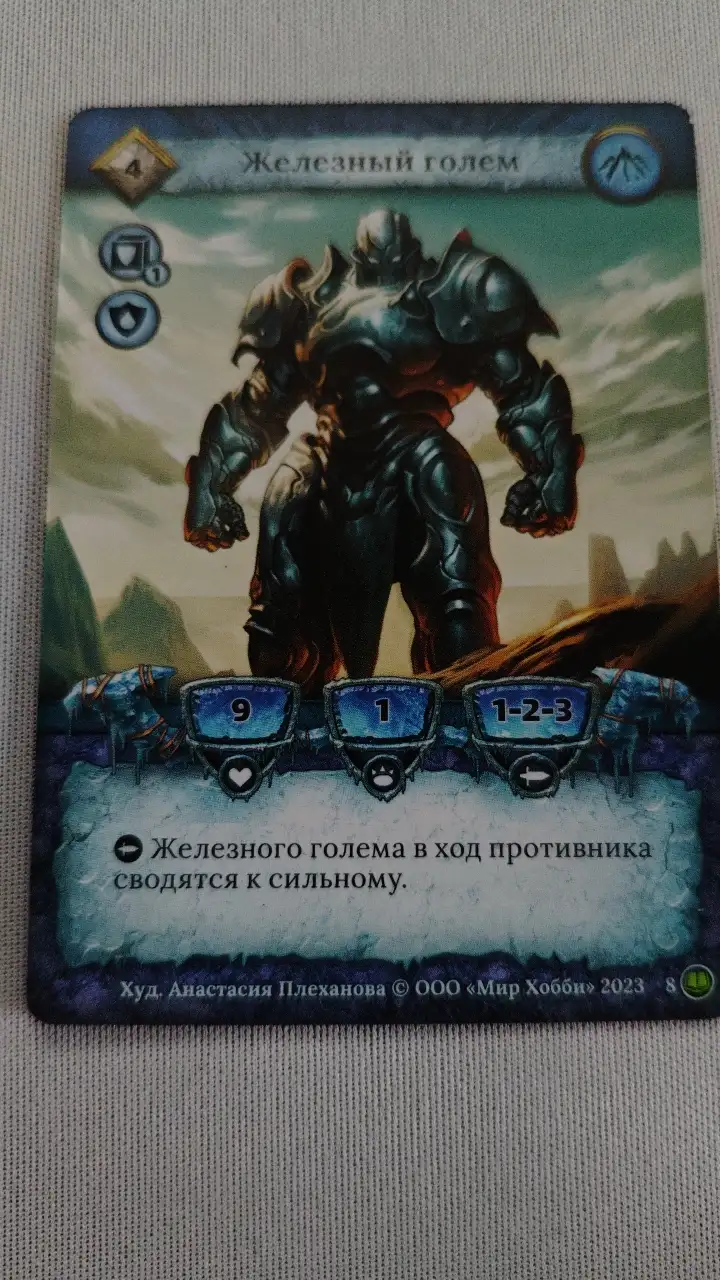 4
Железный голем
1
9
1
1-2-3
Железного голема в ход противника
сводятся к сильному.
Худ. Анастасия Плеханова © ООО «Мир Хобби» 2023 8